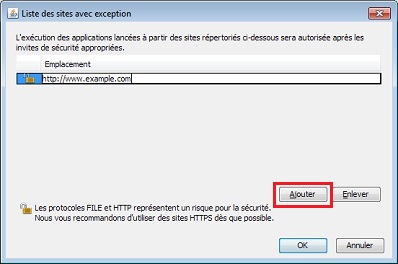 Liste des sites avec exception
L'exécution des applications lancées à partir des sites répertoriés ci-dessous sera autorisée après les
invites de sécurité appropriées.
Emplacement
http://www.example.com
Ajouter
Enlever
Les protocoles FILE et HTTP représentent un risque pour la sécurité.
Nous vous recommandons d'utiliser des sites HTTPS dès que possible.
OK
Annuler